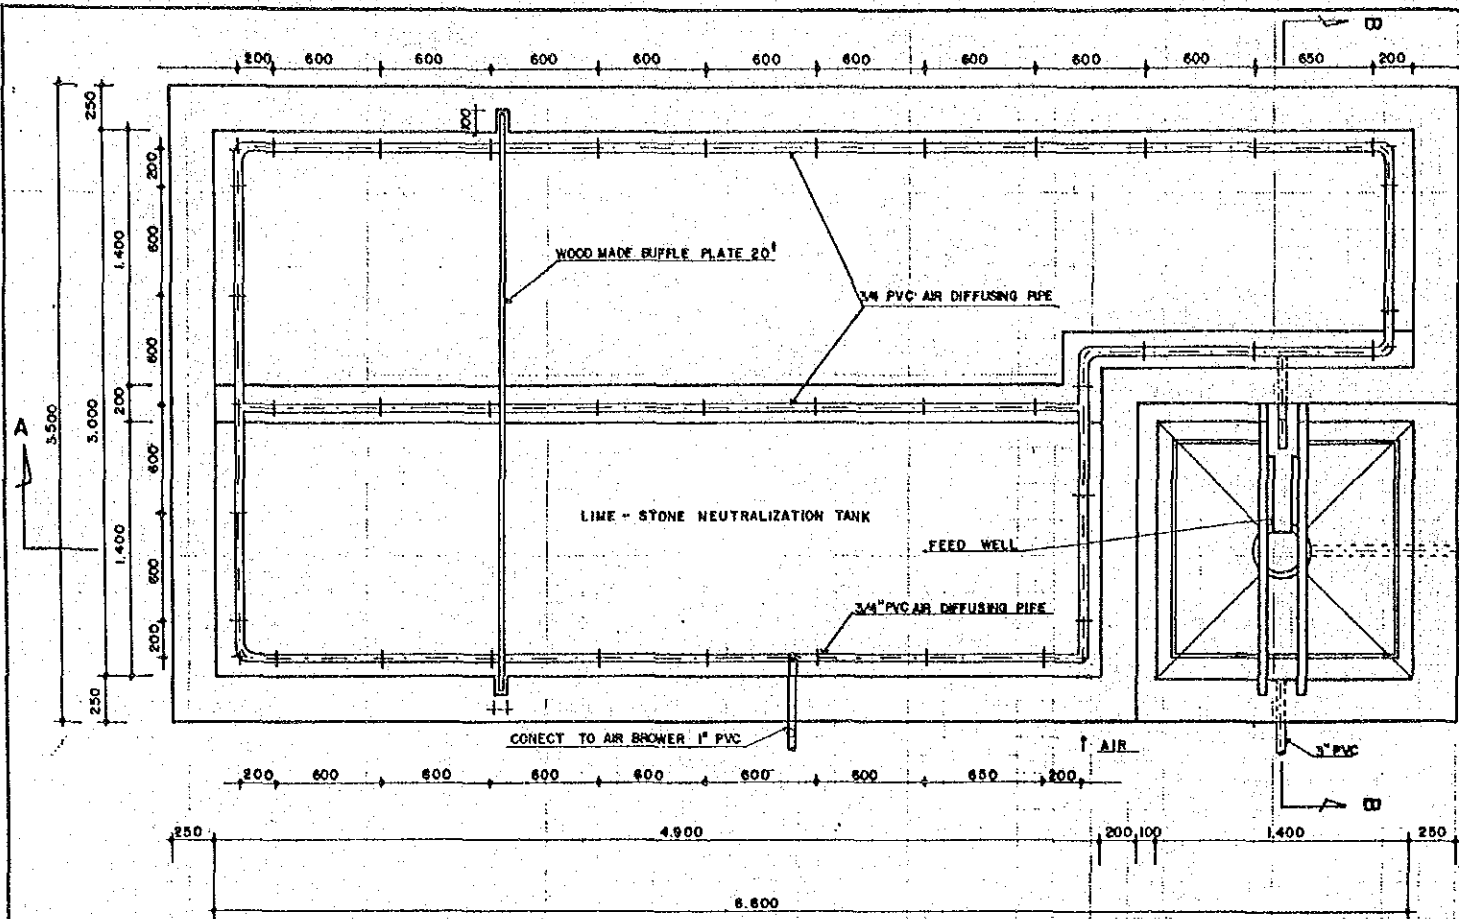 B
200 600 600 600 600 600 600 600 600 600 650 200
250
100
200
1.400
600
WOOD MADE BUFFLE PLATE 20ᵗ
3/4 PVC AIR DIFFUSING PIPE
600
3.500
3.000
200
A
600
LIME - STONE NEUTRALIZATION TANK
FEED WELL
1.400
600
3/4" PVC AIR DIFFUSING PIPE
200
250
CONECT TO AIR BROWER 1" PVC
AIR
3" PVC
200 600 600 600 600 600 600 650 200
B
250 4.900 200 100 1,400 250
6.600